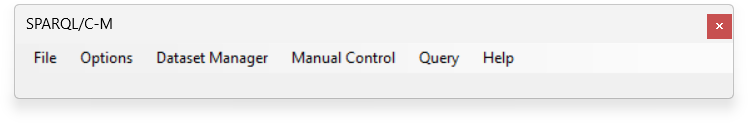 SPARQL/C-M
File Options Dataset Manager Manual Control Query Help